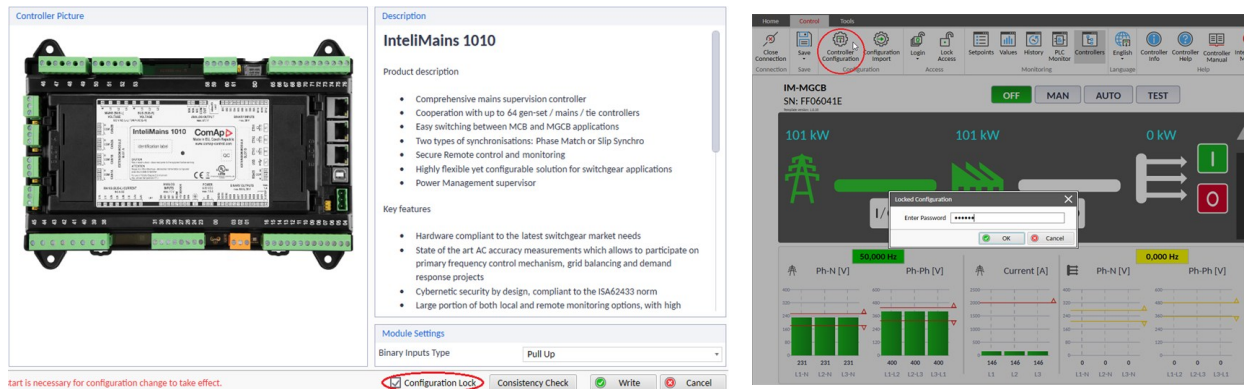 Controller Picture
InteliMains 1010
ComAp
Identification label
Description
InteliMains 1010
Product description
• Comprehensive mains supervision controller
• Cooperation with up to 64 gen-set / mains / tie controllers
• Easy switching between MCB and MGCB applications
• Two types of synchronisations: Phase Match or Slip Synchro
• Secure Remote control and monitoring
• Highly flexible yet configurable solution for switchgear applications
• Power Management supervisor
Key features
• Hardware compliant to the latest switchgear market needs
• State of the art AC accuracy measurements which allows to participate on
primary frequency control mechanism, grid balancing and demand
response projects
• Cybernetic security by design, compliant to the ISA62433 norm
• Large portion of both local and remote monitoring options, with high
Module Settings
Binary Inputs Type Pull Up
start is necessary for configuration change to take effect.
Configuration Lock Consistency Check Write Cancel
Home Control Tools
Close Connection Save Controller Configuration Configuration Import Login Lock Access Setpoints Values History PLC Monitor Controllers English Controller Info Controller Help Controller Manual
Connection Save Configuration Access Monitoring Language Help
IM-MGCB
SN: FF06041E
OFF MAN AUTO TEST
101 kW 101 kW 0 kW
Locked Configuration
Enter Password ••••••
OK Cancel
50,000 Hz 0,000 Hz
Ph-N [V] Ph-Ph [V] Current [A] Ph-N [V] Ph-Ph [V]
231 231 231 400 400 400 146 146 146 0 0 0 0 0 0
L1-N L2-N L3-N L1-L2 L2-L3 L3-L1 L1 L2 L3 L1-N L2-N L3-N L1-L2 L2-L3 L3-L1